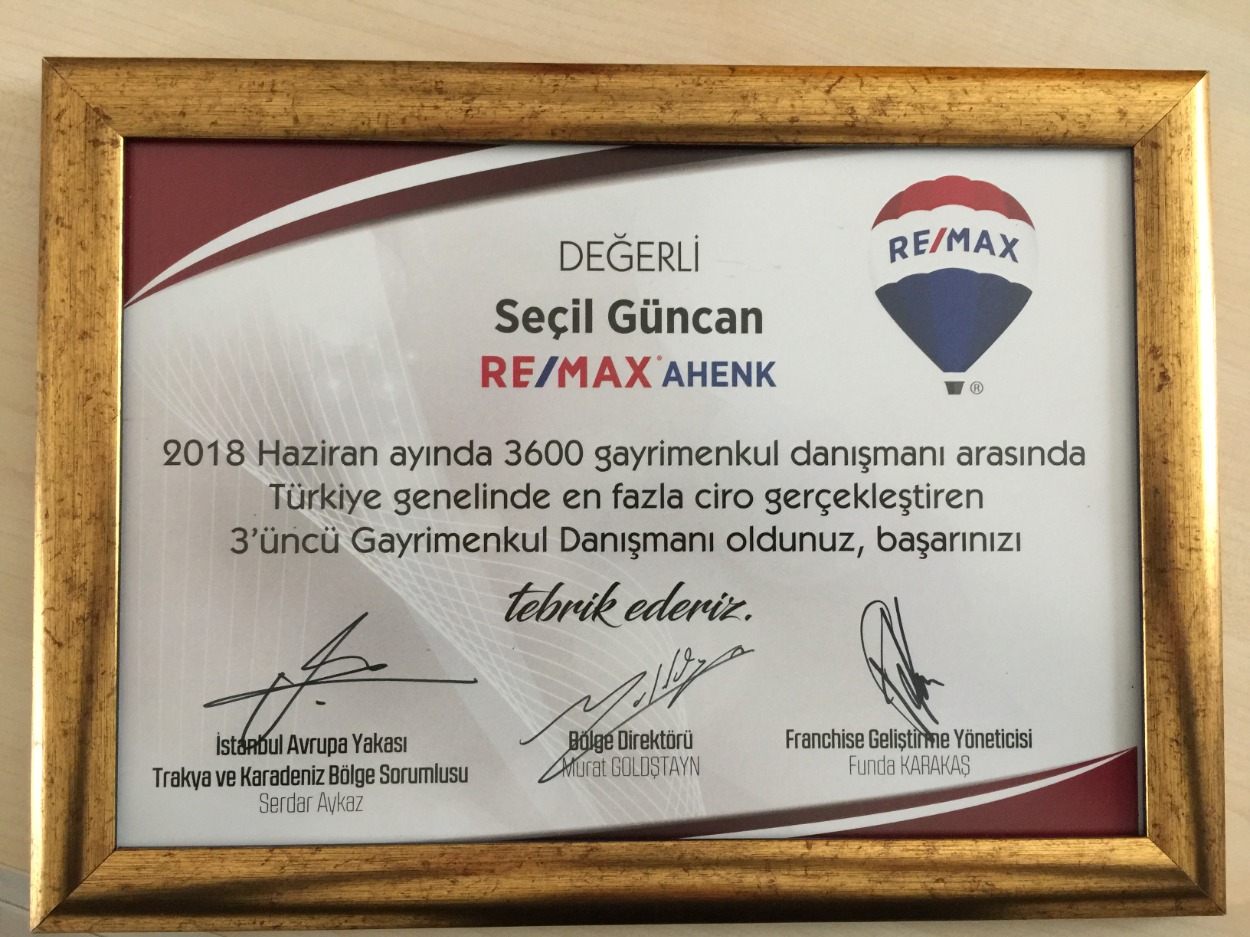 DEĞERLİ
RE/MAX
Seçil Güncan
RE/MAX® AHENK
®
2018 Haziran ayında 3600 gayrimenkul danışmanı arasında
Türkiye genelinde en fazla ciro gerçekleştiren
3'üncü Gayrimenkul Danışmanı oldunuz, başarınızı
tebrik ederiz.
İstanbul Avrupa Yakası
Trakya ve Karadeniz Bölge Sorumlusu
Serdar Aykaz
Bölge Direktörü
Murat GOLDŞTAYN
Franchise Geliştirme Yöneticisi
Funda KARAKAŞ